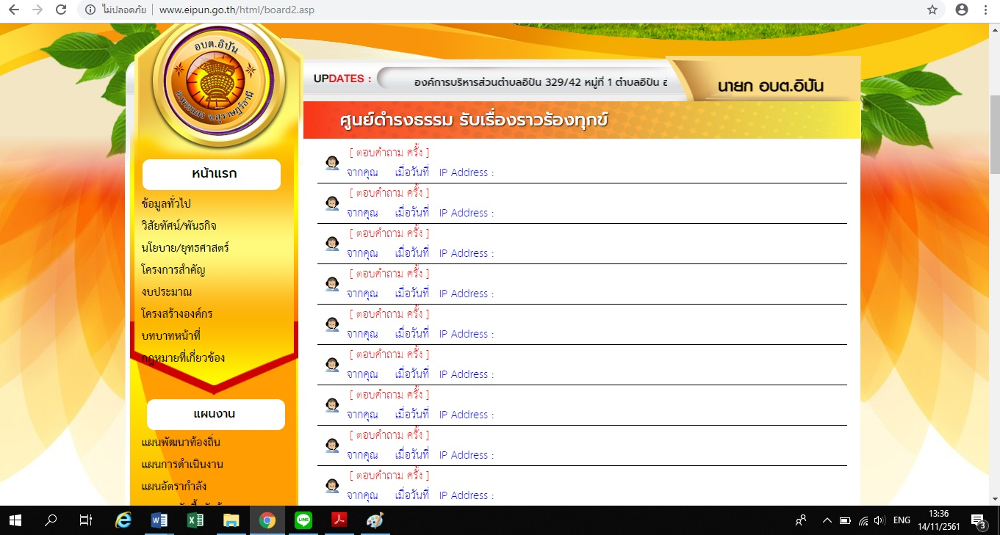 ไม่ปลอดภัย | www.eipun.go.th/html/board2.asp
อบต.อิปัน
อ.พระแสง จ.สุราษฎร์ธานี
UPDATES :
องค์การบริหารส่วนตำบลอิปัน 329/42 หมู่ที่ 1 ตำบลอิปัน อ
นายก อบต.อิปัน
ศูนย์ดำรงธรรม รับเรื่องราวร้องทุกข์
หน้าแรก
ข้อมูลทั่วไป
วิสัยทัศน์/พันธกิจ
นโยบาย/ยุทธศาสตร์
โครงการสำคัญ
งบประมาณ
โครงสร้างองค์กร
บทบาทหน้าที่
กฎหมายที่เกี่ยวข้อง
แผนงาน
แผนพัฒนาท้องถิ่น
แผนการดำเนินงาน
แผนอัตรากำลัง
[ ตอบคำถาม ครั้ง ]
จากคุณ เมื่อวันที่ IP Address :
[ ตอบคำถาม ครั้ง ]
จากคุณ เมื่อวันที่ IP Address :
[ ตอบคำถาม ครั้ง ]
จากคุณ เมื่อวันที่ IP Address :
[ ตอบคำถาม ครั้ง ]
จากคุณ เมื่อวันที่ IP Address :
[ ตอบคำถาม ครั้ง ]
จากคุณ เมื่อวันที่ IP Address :
[ ตอบคำถาม ครั้ง ]
จากคุณ เมื่อวันที่ IP Address :
[ ตอบคำถาม ครั้ง ]
จากคุณ เมื่อวันที่ IP Address :
[ ตอบคำถาม ครั้ง ]
จากคุณ เมื่อวันที่ IP Address :
[ ตอบคำถาม ครั้ง ]
จากคุณ เมื่อวันที่ IP Address :
LINE
ENG
13:36
14/11/2561
3